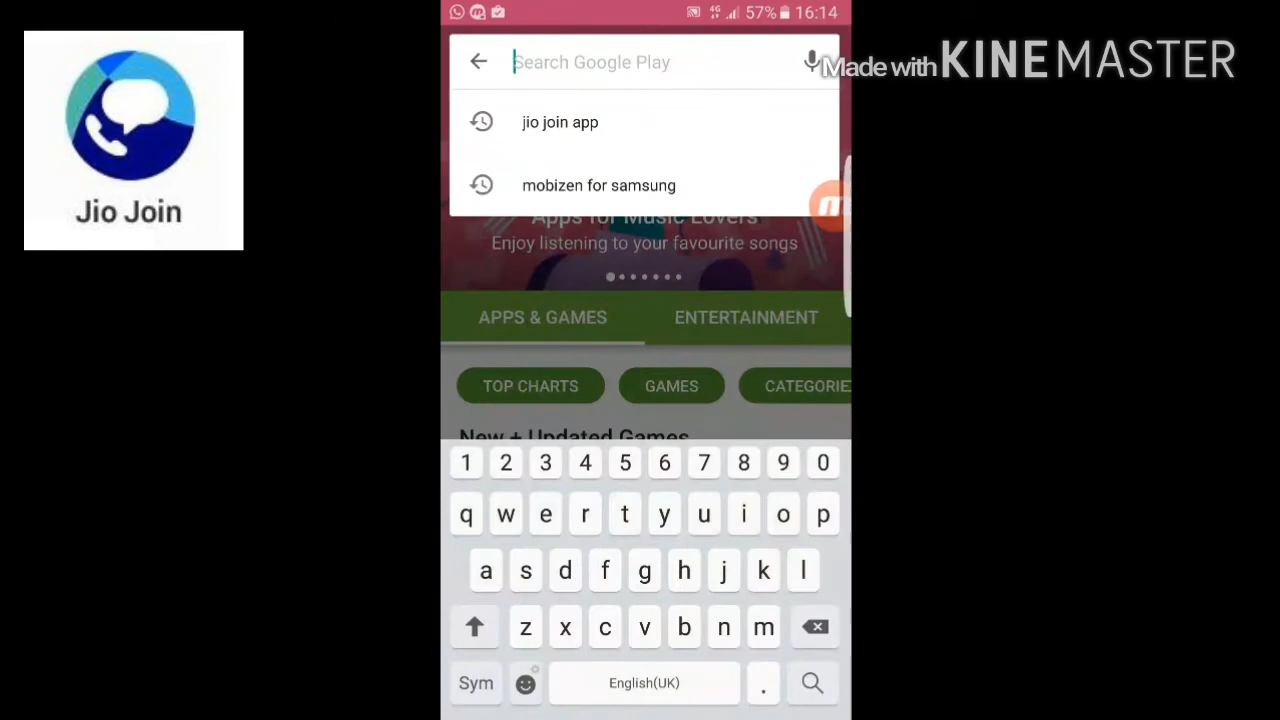 Jio Join
4G 57% 16:14
Search Google Play
Made with KINEMASTER
jio join app
mobizen for samsung
Apps for Music Lovers
Enjoy listening to your favourite songs
APPS & GAMES ENTERTAINMENT
TOP CHARTS GAMES CATEGORIE
New + Updated Games
1 2 3 4 5 6 7 8 9 0
q w e r t y u i o p
a s d f g h j k l
z x c v b n m
Sym English(UK) .